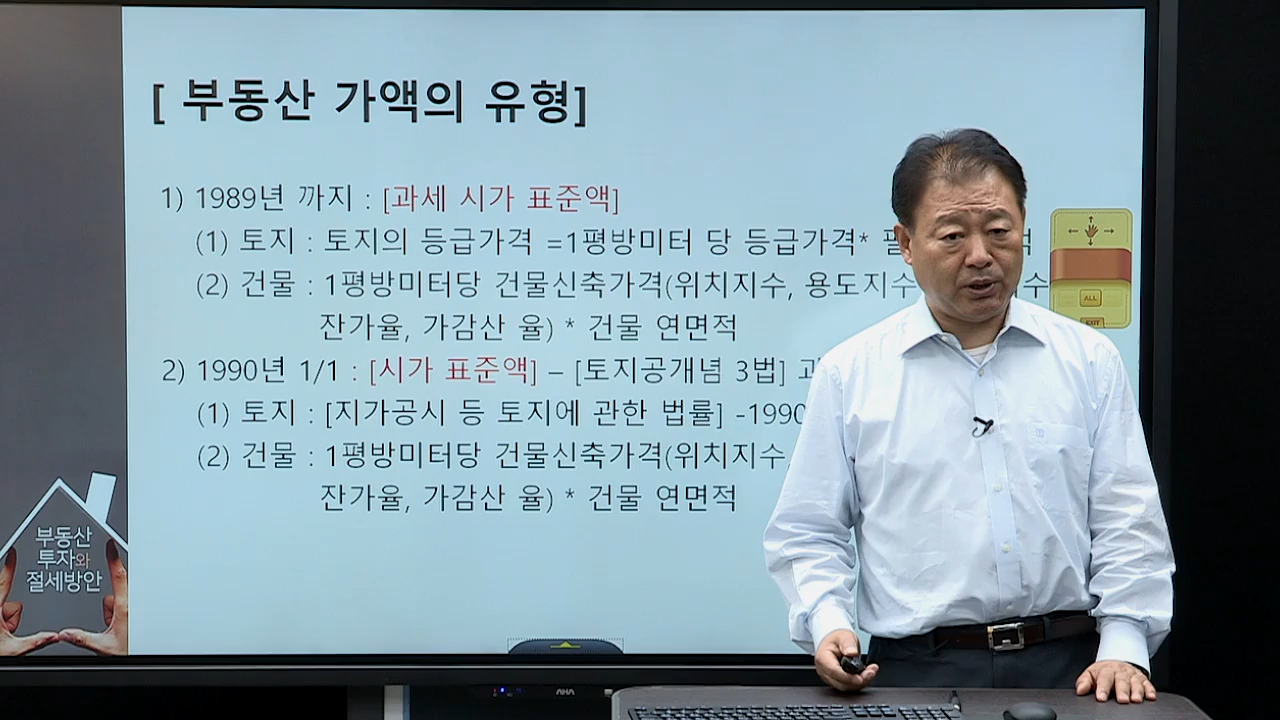 [ 부동산 가액의 유형]
1) 1989년 까지 : [과세 시가 표준액]
(1) 토지 : 토지의 등급가격 =1평방미터 당 등급가격*
(2) 건물 : 1평방미터당 건물신축가격(위치지수, 용도지수
잔가율, 가감산 율) * 건물 연면적
2) 1990년 1/1 : [시가 표준액] – [토지공개념 3법]
(1) 토지 : [지가공시 등 토지에 관한 법률] -1990
(2) 건물 : 1평방미터당 건물신축가격(위치지수,
잔가율, 가감산 율) * 건물 연면적
부동산
투자와
절세방안
ALL
EXIT
AHA